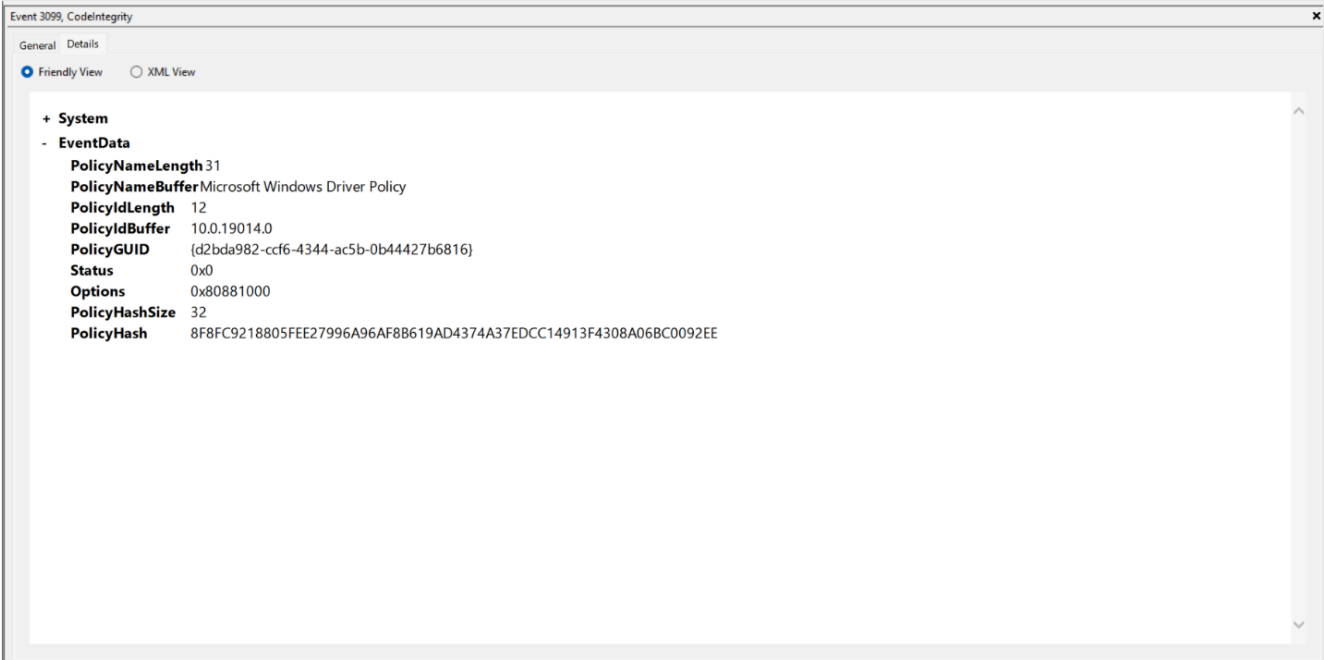 Event 3099, CodeIntegrity
General Details
Friendly View XML View
+ System
- EventData
PolicyNameLength 31
PolicyNameBuffer Microsoft Windows Driver Policy
PolicyIdLength 12
PolicyIdBuffer 10.0.19014.0
PolicyGUID {d2bda982-ccf6-4344-ac5b-0b44427b6816}
Status 0x0
Options 0x80881000
PolicyHashSize 32
PolicyHash 8F8FC9218805FEE27996A96AF8B619AD4374A37EDCC14913F4308A06BC0092EE